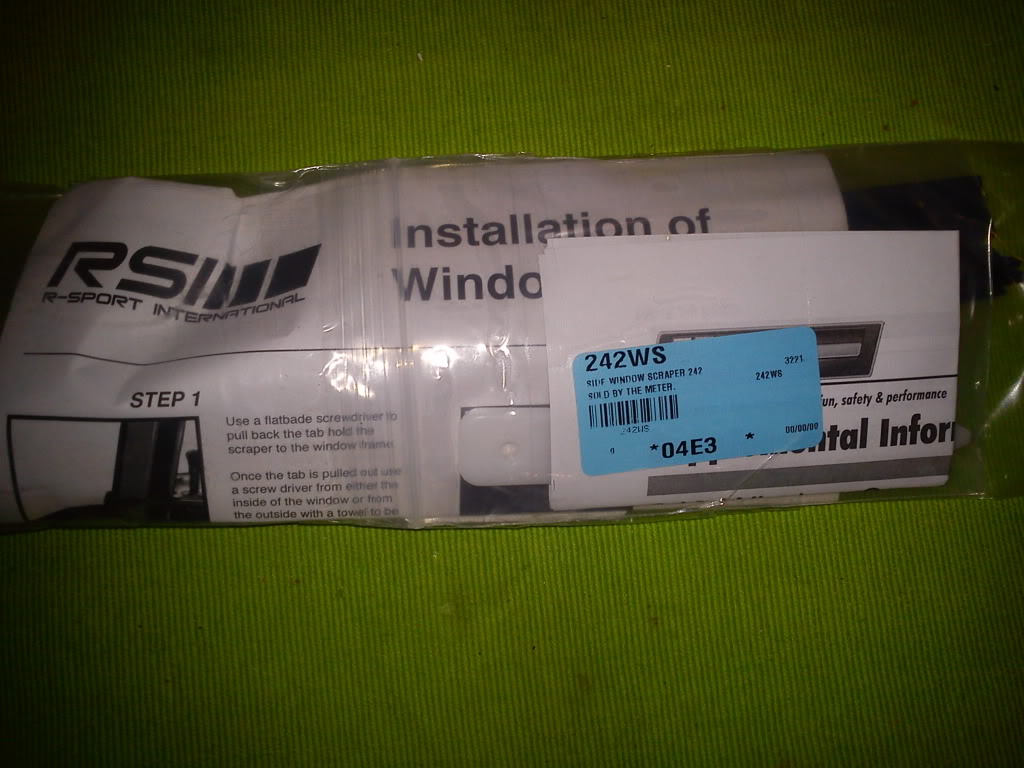 RSI
R-SPORT INTERNATIONAL
Installation of
Windo
STEP 1
Use a flatbade screwdriver to
pull back the tab hold the
scraper to the window frame.
Once the tab is pulled out use
a screw driver from either the
inside of the window or from
the outside with a towel to be
242WS
3221
SIDE WINDOW SCRAPER 242
242WS
SOLD BY THE METER.
242WS
0
*04E3 *
00/00/00
fun, safety & performance
ntal Infor